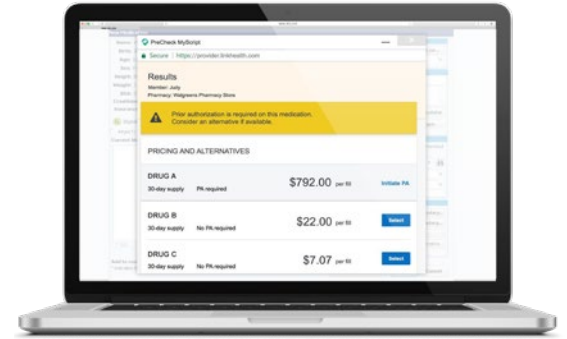 PreCheck MyScript
Secure | https://provider.linkhealth.com
Results
Member: Judy
Pharmacy: Walgreens Pharmacy Store
Prior authorization is required on this medication.
Consider an alternative if available.
PRICING AND ALTERNATIVES
DRUG A
$792.00 per fill
Initiate PA
30-day supply PA required
DRUG B
$22.00 per fill
Select
30-day supply No PA required
DRUG C
$7.07 per fill
Select
30-day supply No PA required